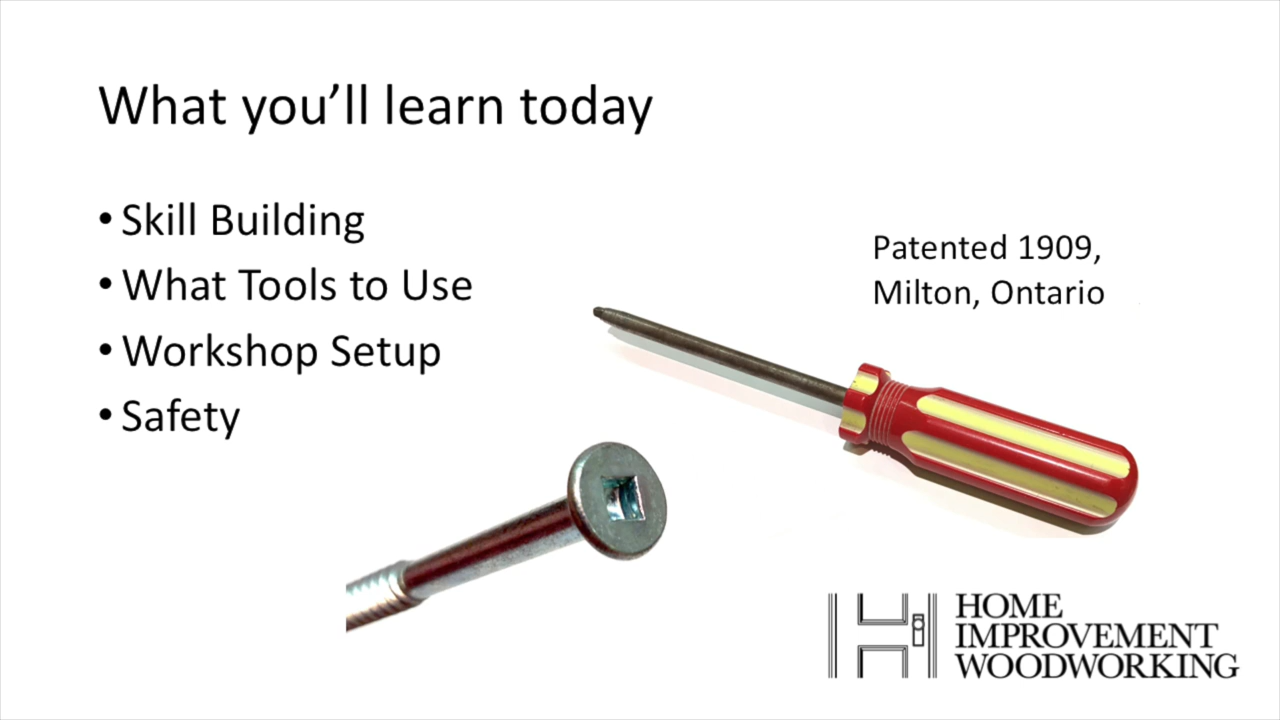 What you’ll learn today
• Skill Building
• What Tools to Use
• Workshop Setup
• Safety
Patented 1909,
Milton, Ontario
HOME
IMPROVEMENT
WOODWORKING